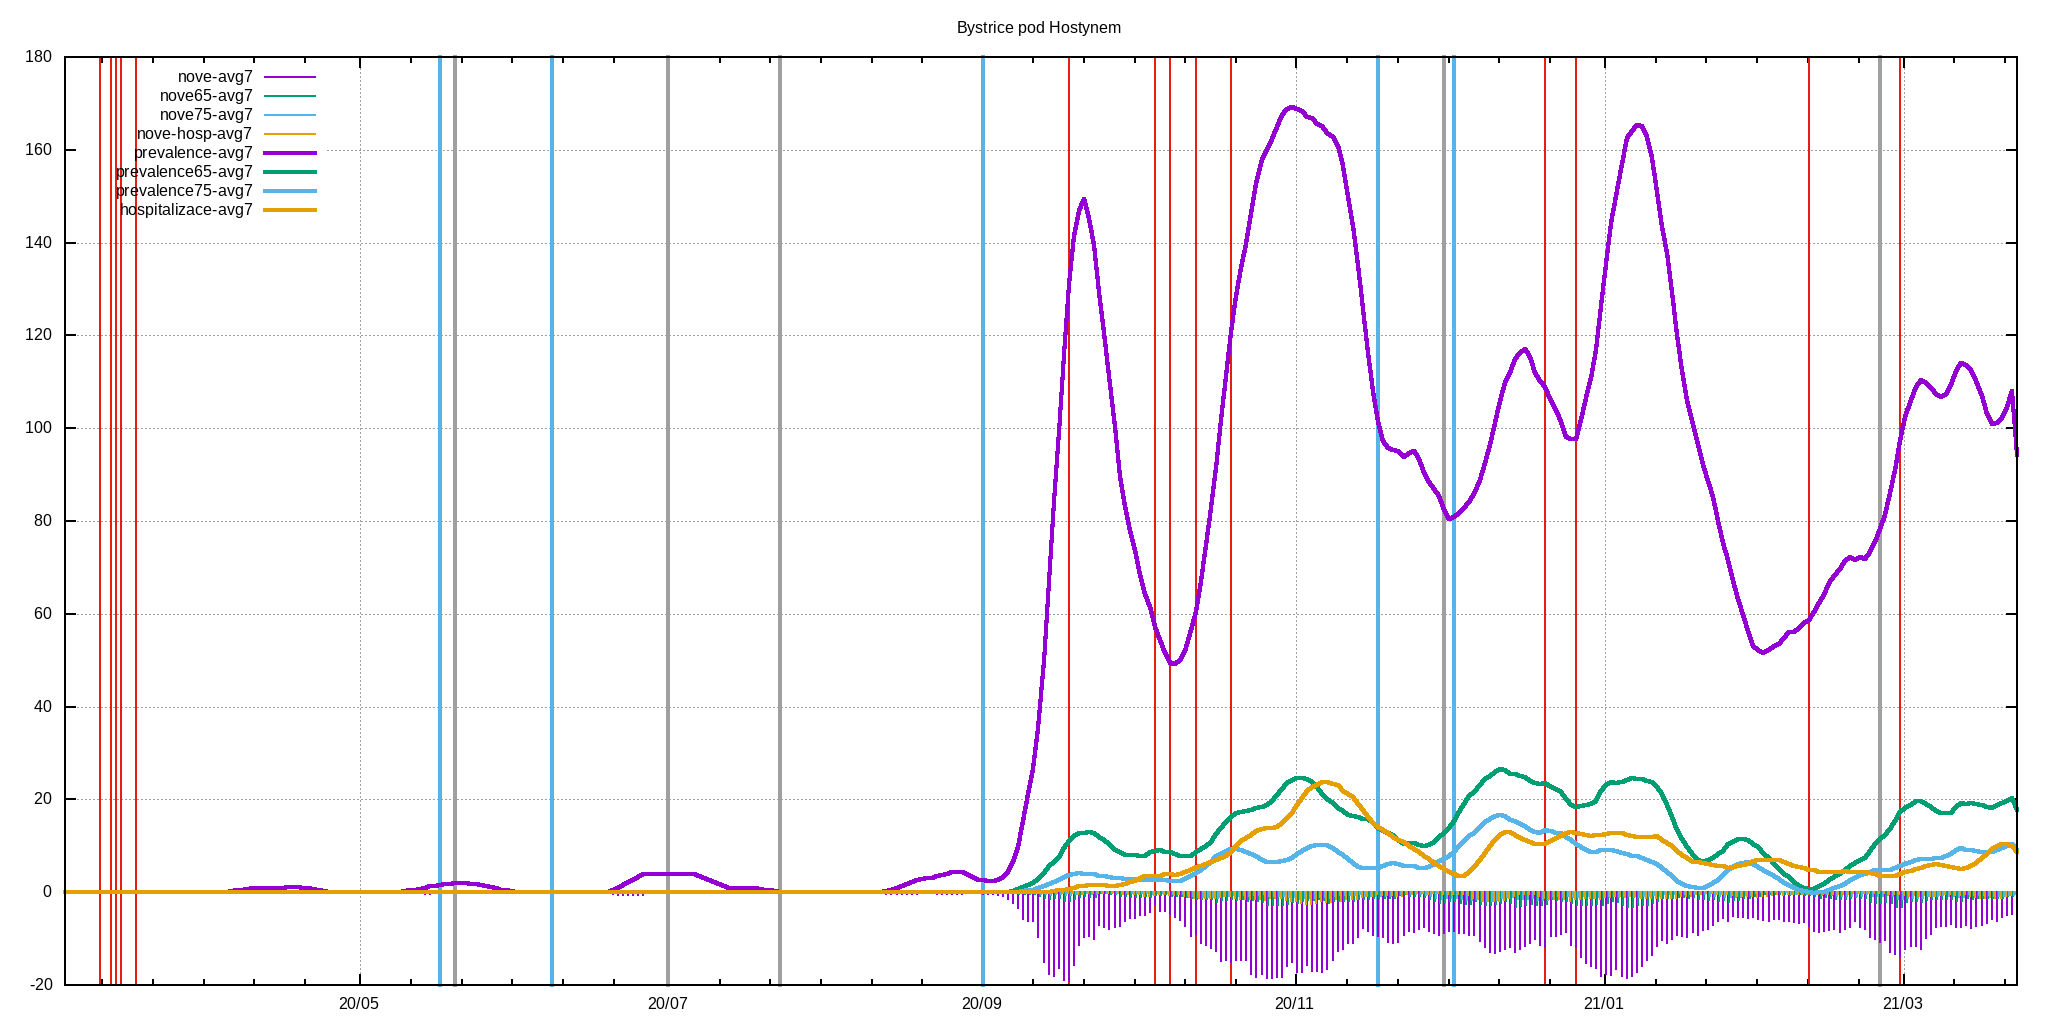 Bystrice pod Hostynem
180
160
140
120
100
80
60
40
20
0
-20
nove-avg7
nove65-avg7
nove75-avg7
nove-hosp-avg7
prevalence-avg7
prevalence65-avg7
prevalence75-avg7
hospitalizace-avg7
20/05 20/07 20/09 20/11 21/01 21/03